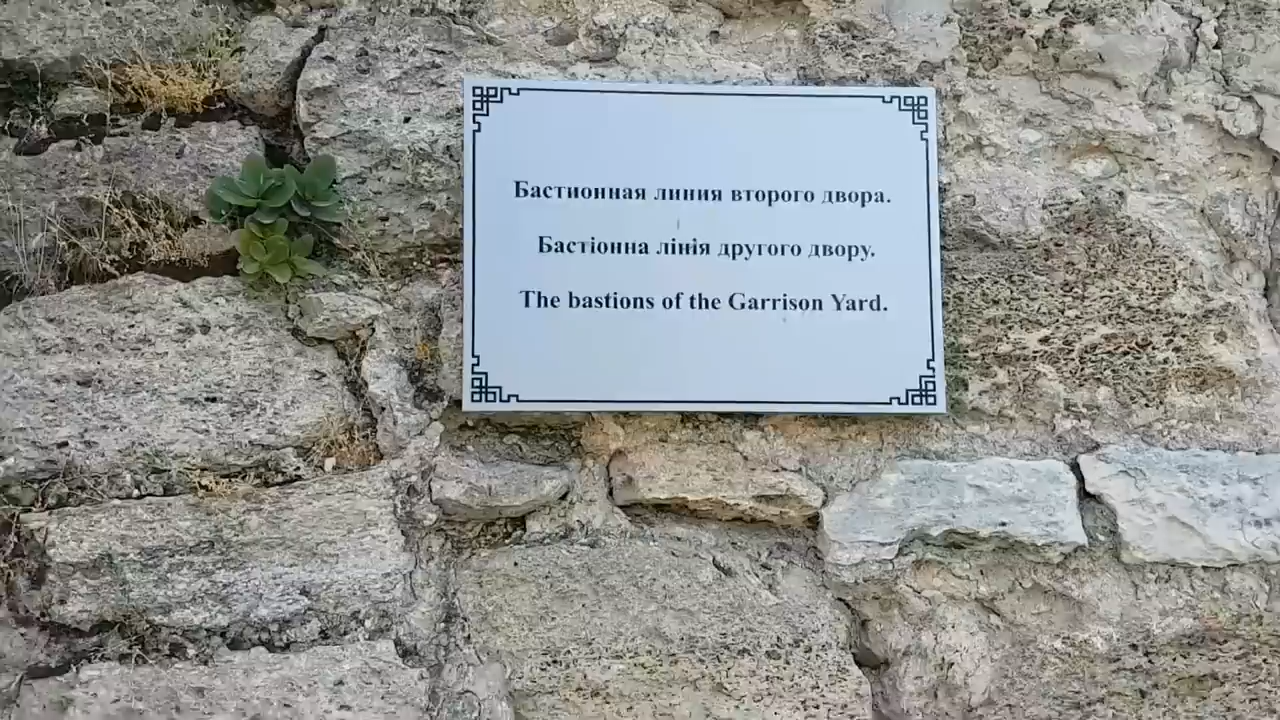 Бастионная линия второго двора.
Бастіонна лінія другого двору.
The bastions of the Garrison Yard.